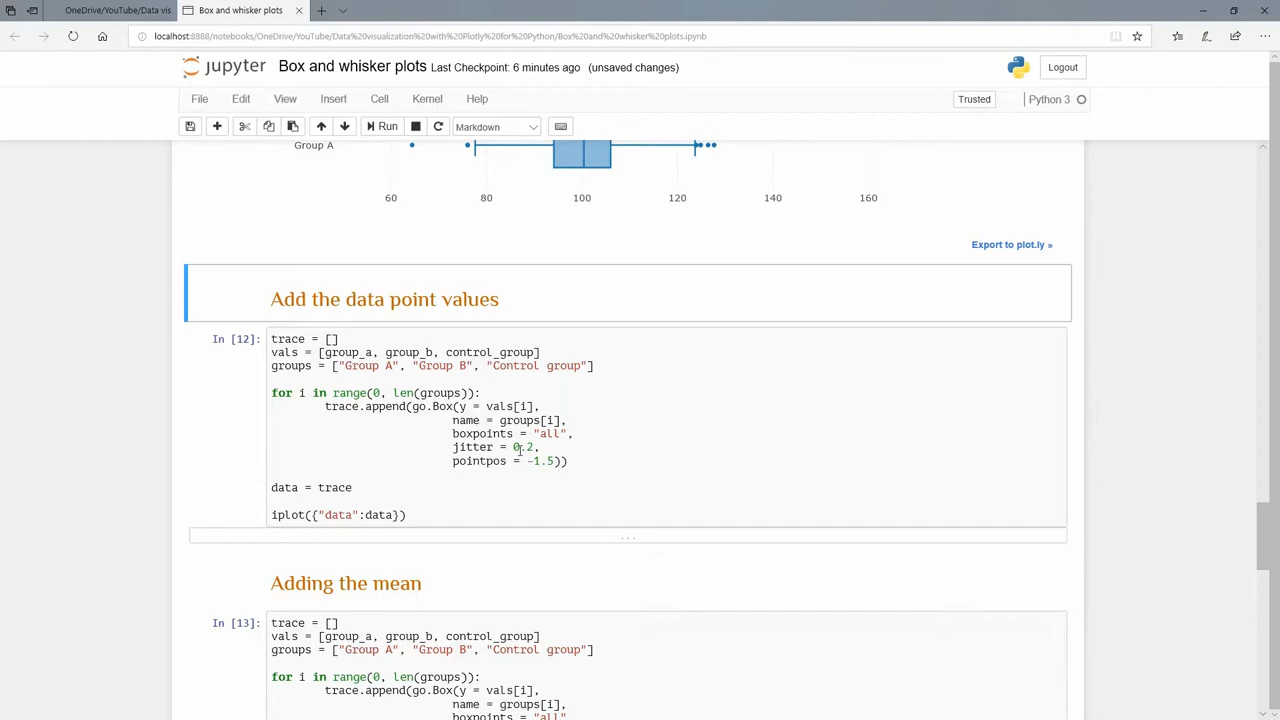 OneDrive/YouTube/Data vis
Box and whisker plots
localhost:8888/notebooks/OneDrive/YouTube/Data%20visualization%20with%20Plotly%20for%20Python/Box%20and%20whisker%20plots.ipynb
jupyter Box and whisker plots Last Checkpoint: 6 minutes ago (unsaved changes)
Logout
File Edit View Insert Cell Kernel Help
Trusted
Python 3
Run
Markdown
Group A
60 80 100 120 140 160
Export to plot.ly »
Add the data point values
In [12]:
trace = []
vals = [group_a, group_b, control_group]
groups = ["Group A", "Group B", "Control group"]
for i in range(0, len(groups)):
trace.append(go.Box(y = vals[i],
name = groups[i],
boxpoints = "all",
jitter = 0.2,
pointpos = -1.5))
data = trace
iplot({"data":data})
...
Adding the mean
In [13]:
trace = []
vals = [group_a, group_b, control_group]
groups = ["Group A", "Group B", "Control group"]
for i in range(0, len(groups)):
trace.append(go.Box(y = vals[i],
name = groups[i],
boxpoints = "all"